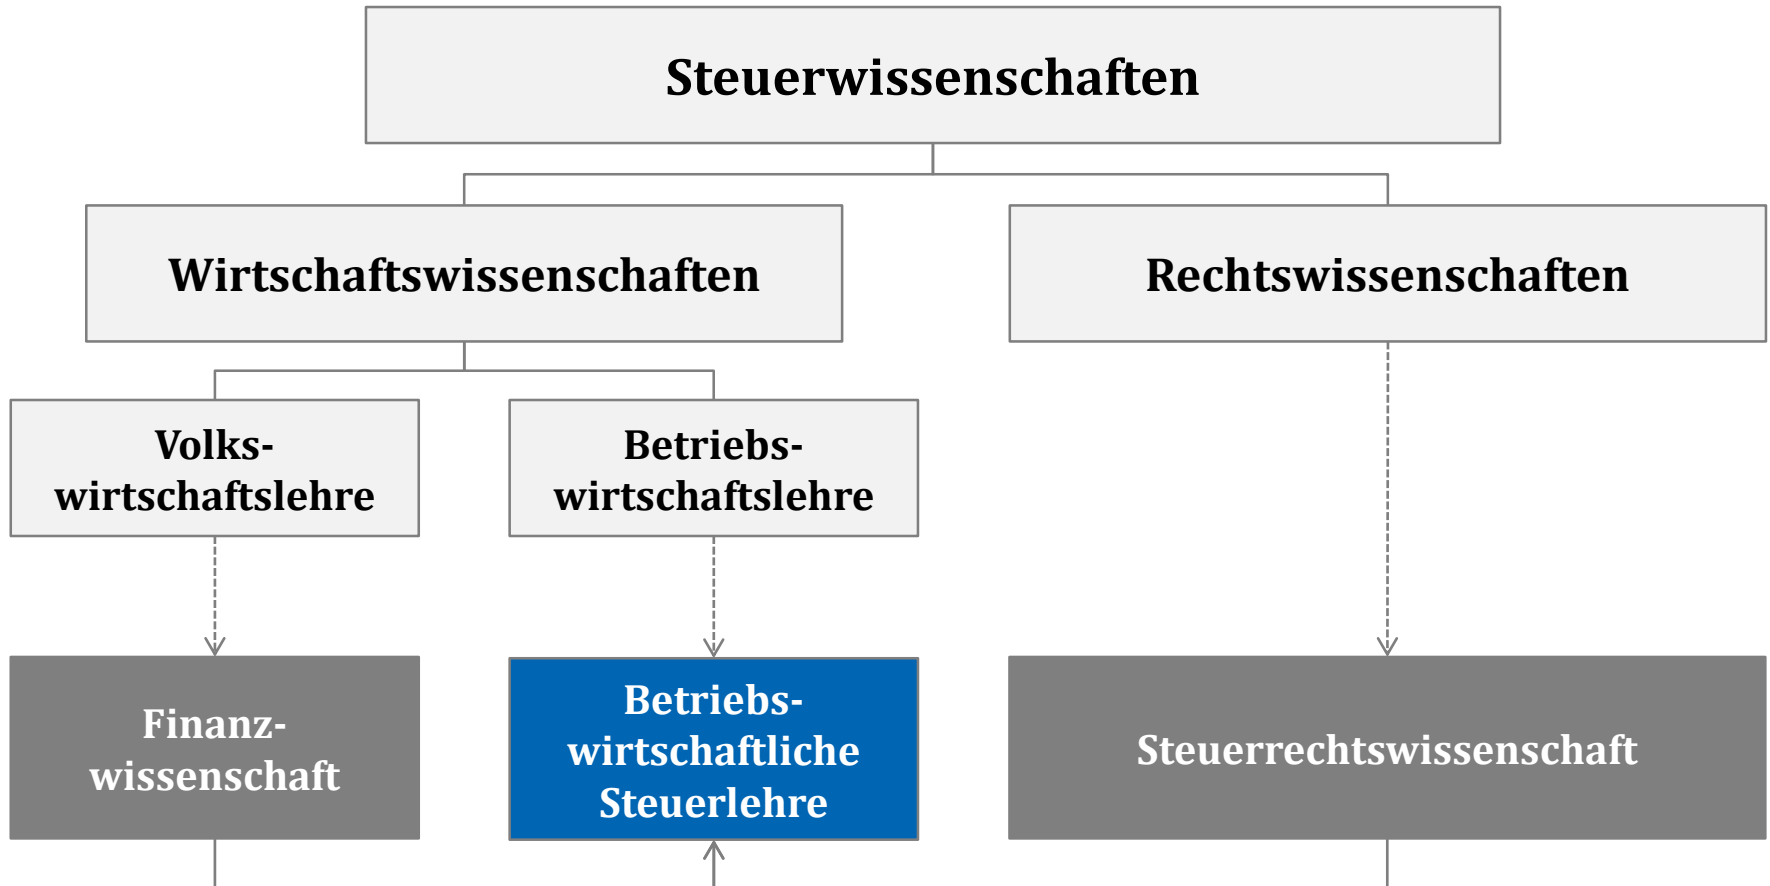 Steuerwissenschaften
Wirtschaftswissenschaften
Rechtswissenschaften
Volks-
wirtschaftslehre
Betriebs-
wirtschaftslehre
Finanz-
wissenschaft
Betriebs-
wirtschaftliche
Steuerlehre
Steuerrechtswissenschaft